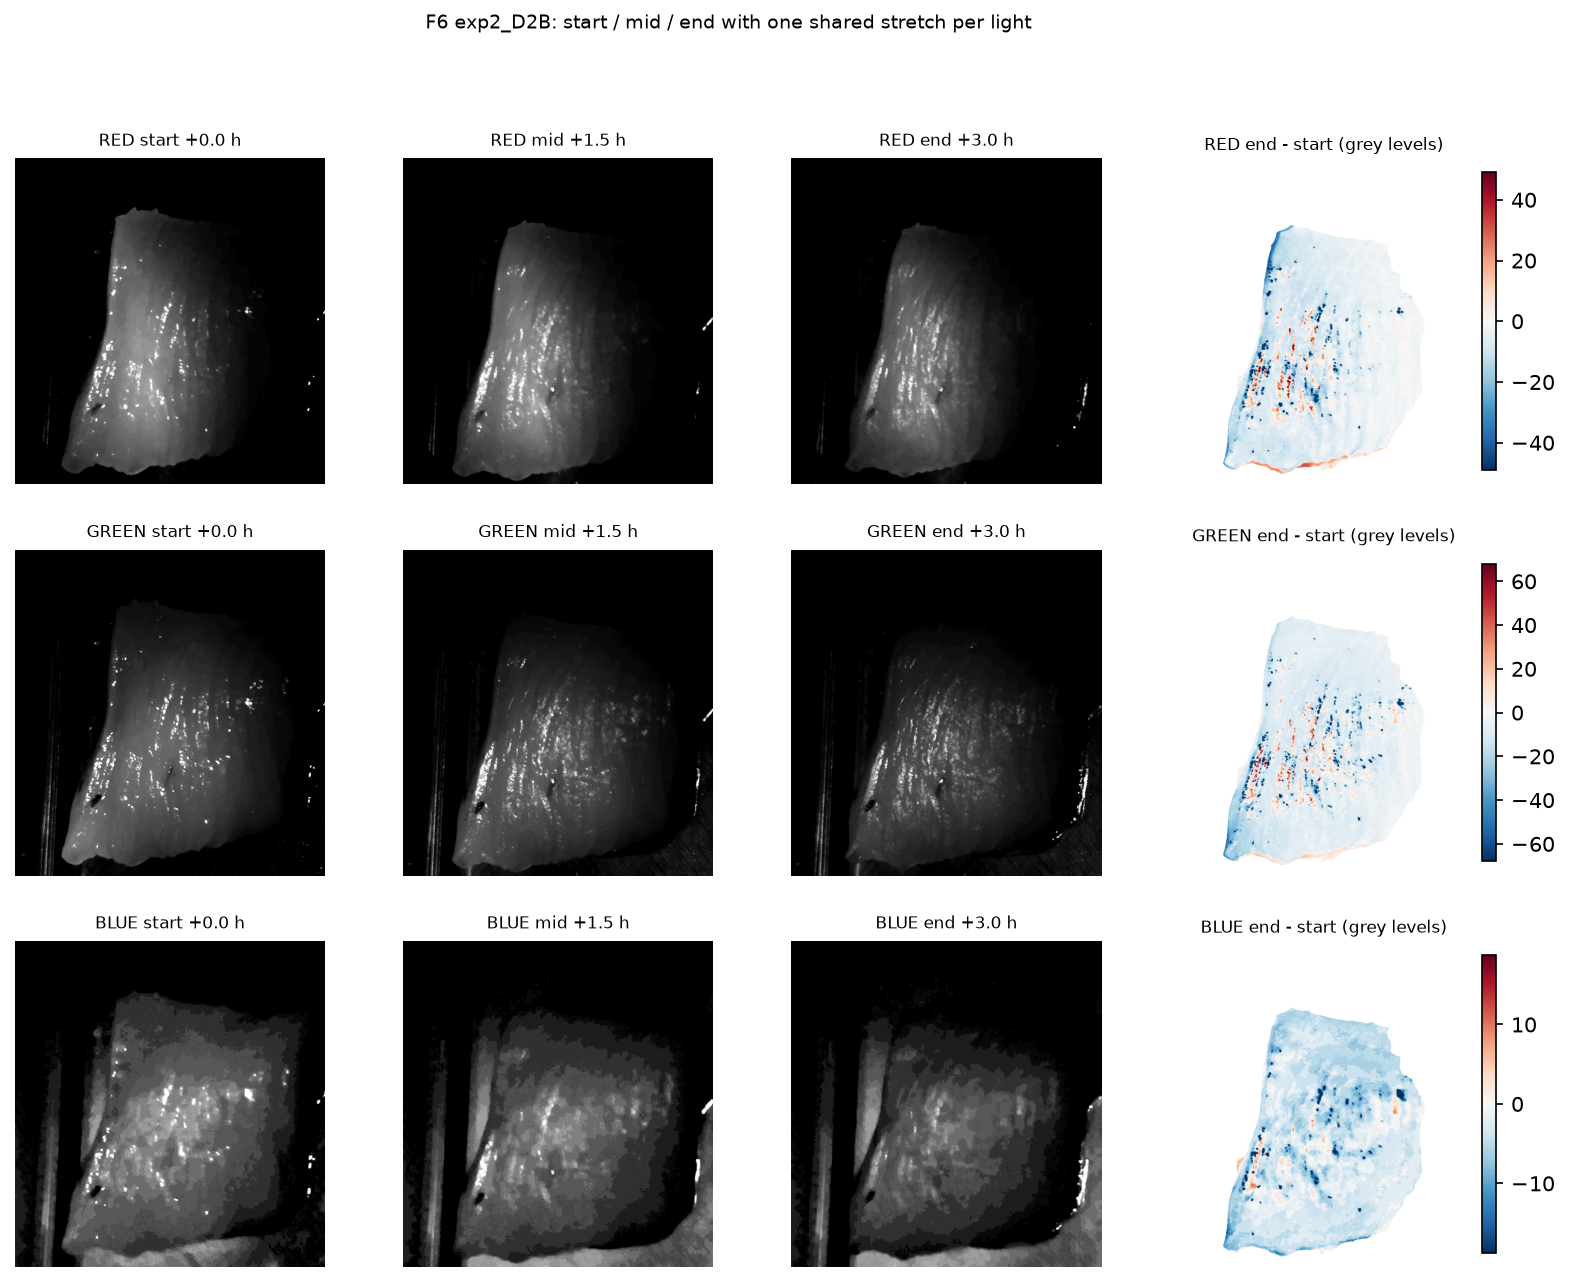 F6 exp2_D2B: start / mid / end with one shared stretch per light
RED start +0.0 h
RED mid +1.5 h
RED end +3.0 h
RED end - start (grey levels)
40
20
0
−20
−40
GREEN start +0.0 h
GREEN mid +1.5 h
GREEN end +3.0 h
GREEN end - start (grey levels)
60
40
20
0
−20
−40
−60
BLUE start +0.0 h
BLUE mid +1.5 h
BLUE end +3.0 h
BLUE end - start (grey levels)
10
0
−10